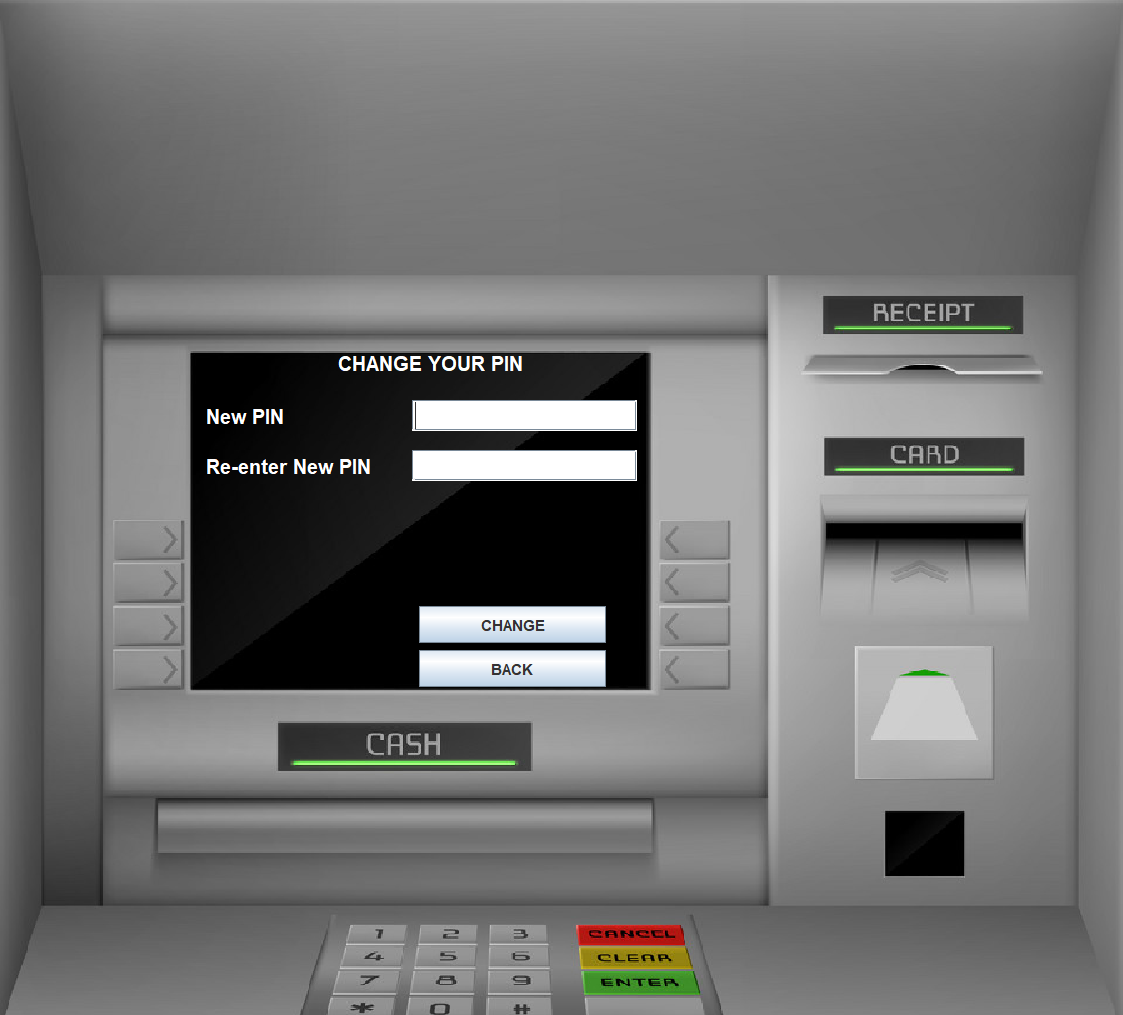 RECEIPT
CHANGE YOUR PIN
New PIN
Re-enter New PIN
CARD
CHANGE
BACK
CASH
1 2 3 CANCEL
4 5 6 CLEAR
7 8 9 ENTER
* 0 #